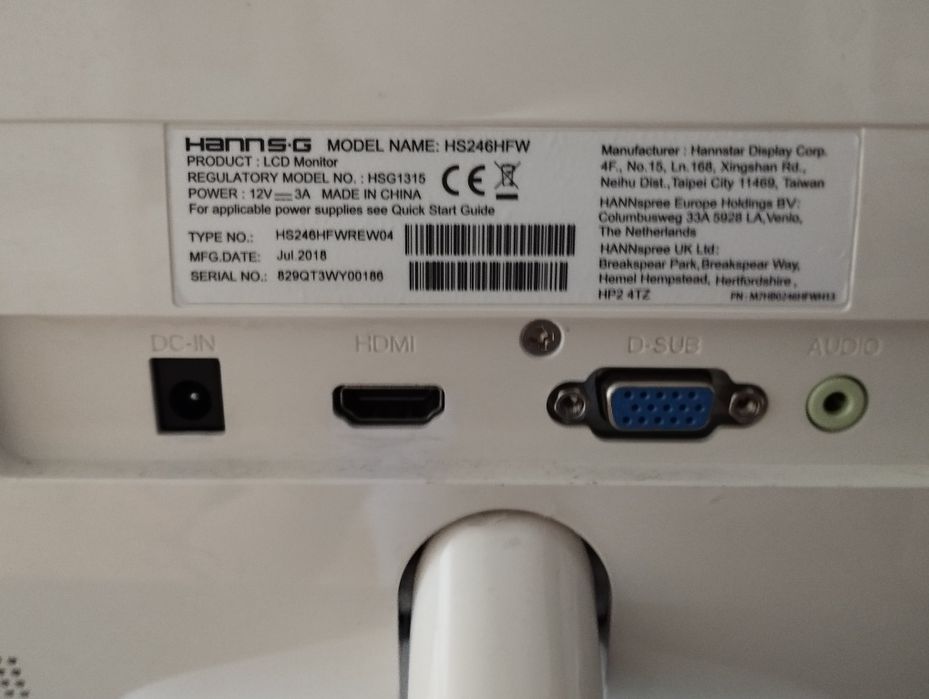 HANNS·G MODEL NAME: HS246HFW
PRODUCT : LCD Monitor
REGULATORY MODEL NO. : HSG1315
POWER : 12V⎓3A MADE IN CHINA
For applicable power supplies see Quick Start Guide
CE
TYPE NO.: HS246HFWREW04
MFG.DATE: Jul.2018
SERIAL NO.: 829QT3WY00186
Manufacturer : Hannstar Display Corp.
4F., No.15, Ln.168, Xingshan Rd.,
Neihu Dist.,Taipei City 11469, Taiwan
HANNspree Europe Holdings BV:
Columbusweg 33A 5928 LA,Venlo,
The Netherlands
HANNspree UK Ltd:
Breakspear Park,Breakspear Way,
Hemel Hempstead, Hertfordshire,
HP2 4TZ
PN:
DC-IN
HDMI
D-SUB
AUDIO